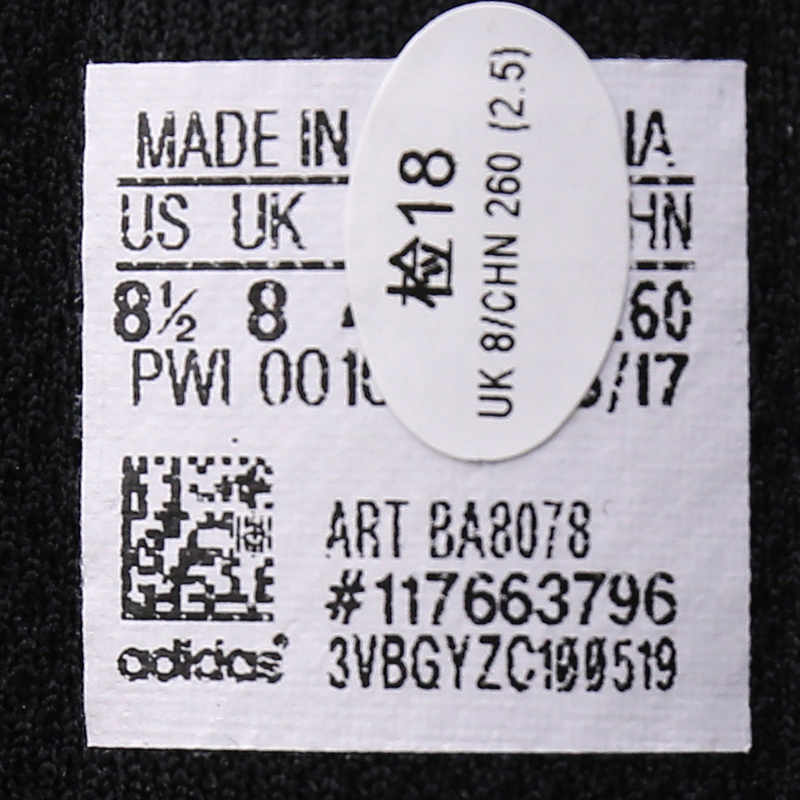 MADE IN
US UK HN
8½ 8 60
PWI 001 /17
检18
UK 8/CHN 260 (2.5)
ART BA8078
#117663796
3VBGYZC100519
adidas